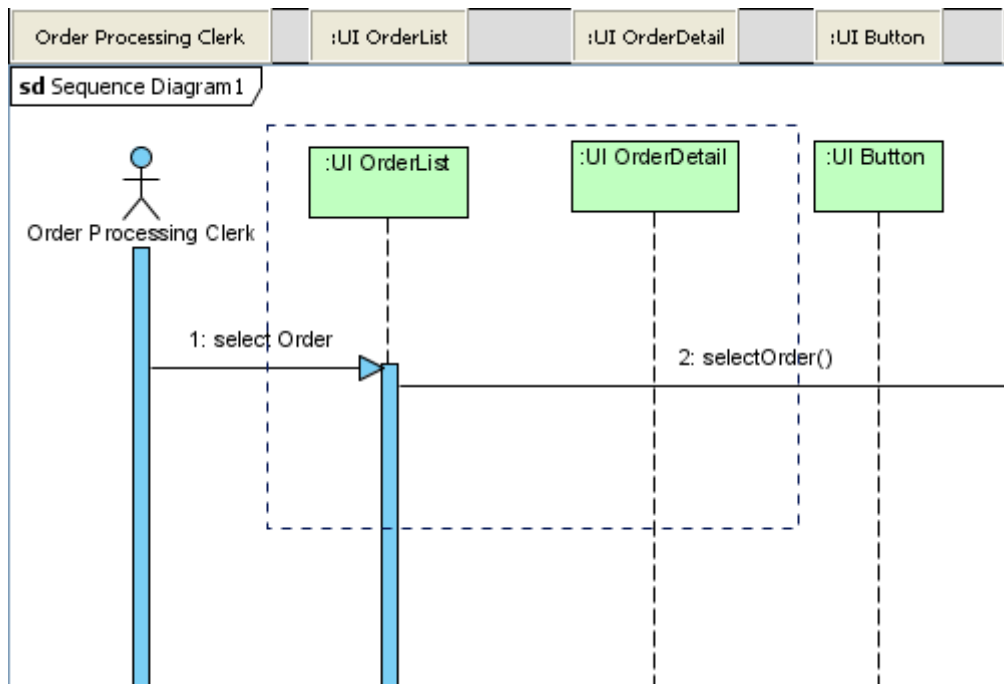 Order Processing Clerk
:UI OrderList
:UI OrderDetail
:UI Button
sd Sequence Diagram1
:UI OrderList
:UI OrderDetail
:UI Button
Order Processing Clerk
1: select Order
2: selectOrder()